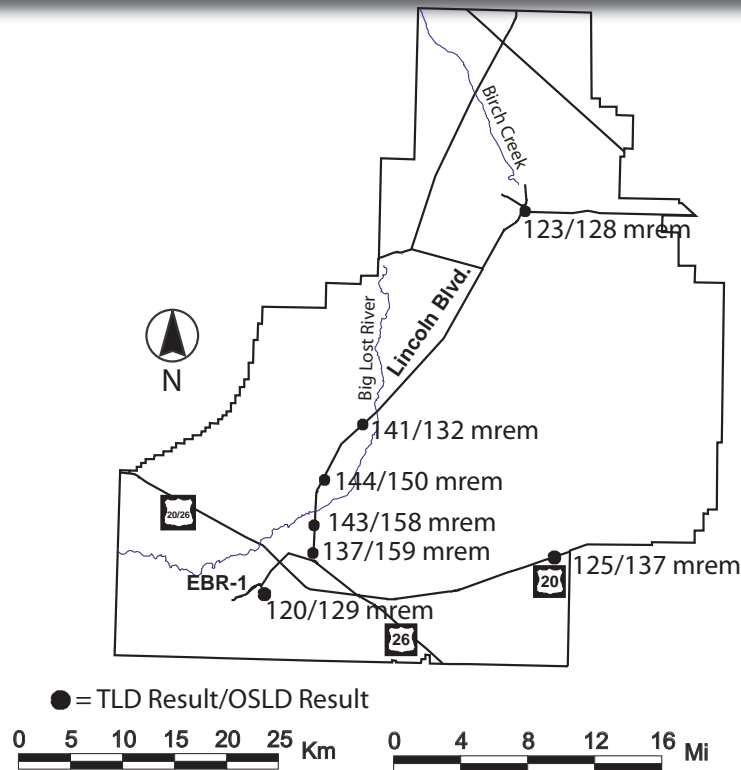 Birch Creek
123/128 mrem
Lincoln Blvd.
Big Lost River
N
141/132 mrem
144/150 mrem
20/26
143/158 mrem
137/159 mrem
125/137 mrem
EBR-1
20
120/129 mrem
26
= TLD Result/OSLD Result
0 5 10 15 20 25 Km
0 4 8 12 16 Mi